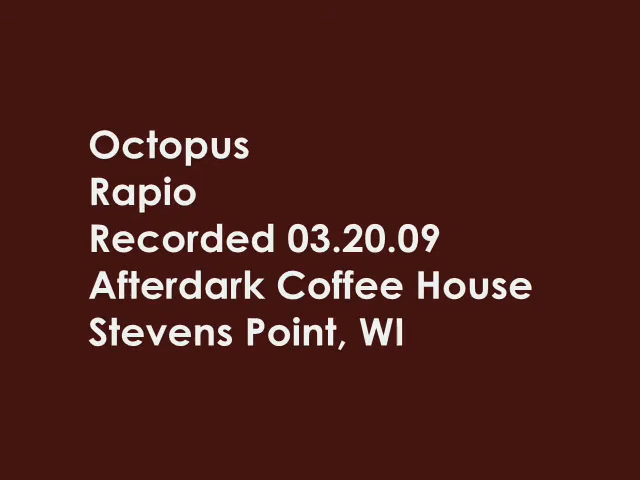 Octopus
Rapio
Recorded 03.20.09
Afterdark Coffee House
Stevens Point, WI